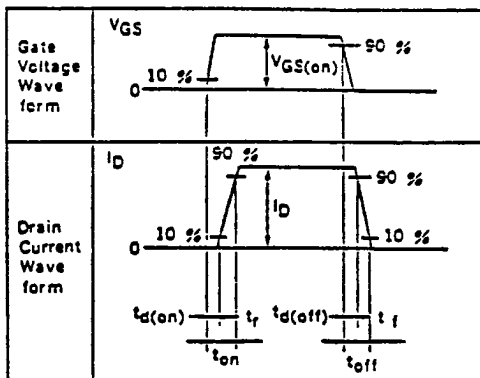 Gate
Voltage
Wave
form
VGS
10 %
0
VGS(on)
90 %
Drain
Current
Wave
form
ID
90 %
10 %
0
ID
90 %
10 %
td(on)
tr
td(off)
tf
ton
toff